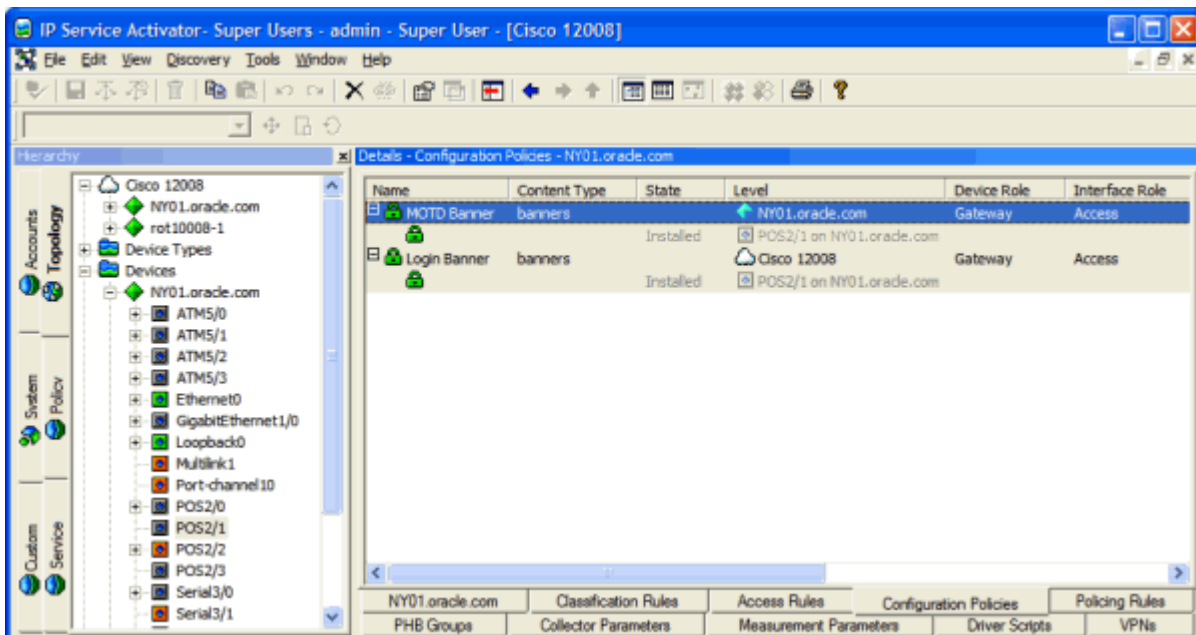 IP Service Activator- Super Users - admin - Super User - [Cisco 12008]
File Edit View Discovery Tools Window Help
Hierarchy
Accounts
Topology
System
Policy
Custom
Service
Cisco 12008
NY01.oracle.com
rot10008-1
Device Types
Devices
NY01.oracle.com
ATM5/0
ATM5/1
ATM5/2
ATM5/3
Ethernet0
GigabitEthernet1/0
Loopback0
Multilink1
Port-channel10
POS2/0
POS2/1
POS2/2
POS2/3
Serial3/0
Serial3/1
Details - Configuration Policies - NY01.oracle.com
Name Content Type State Level Device Role Interface Role
MOTD Banner banners NY01.oracle.com Gateway Access
Installed POS2/1 on NY01.oracle.com
Login Banner banners Cisco 12008 Gateway Access
Installed POS2/1 on NY01.oracle.com
NY01.oracle.com Classification Rules Access Rules Configuration Policies Policing Rules
PHB Groups Collector Parameters Measurement Parameters Driver Scripts VPNs